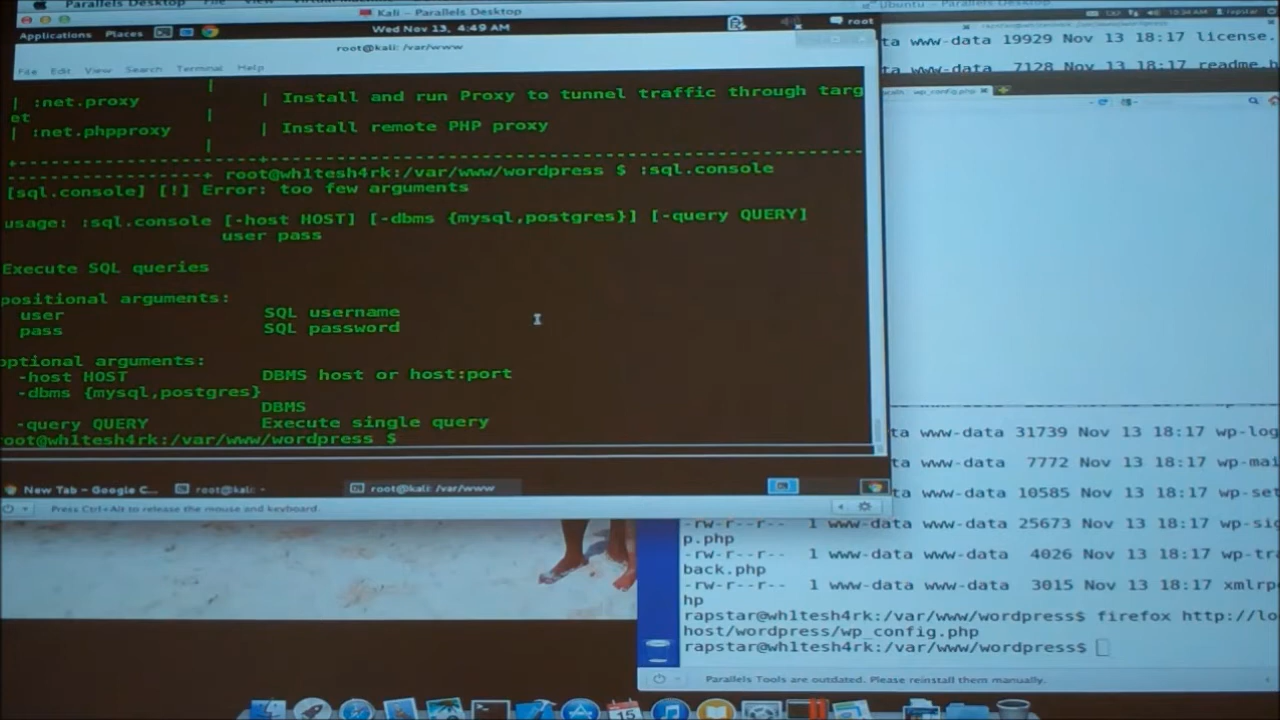 Parallels Desktop
Kali - Parallels Desktop
Applications Places
Wed Nov 13, 4:49 AM
root
root@kali: /var/www
File Edit View Search Terminal Help
|
| :net.proxy | Install and run Proxy to tunnel traffic through targ
et |
| :net.phpproxy | Install remote PHP proxy
|
root@wh1tesh4rk:/var/www/wordpress $ :sql.console
[sql.console] [!] Error: too few arguments
usage: :sql.console [-host HOST] [-dbms {mysql,postgres}] [-query QUERY]
user pass
Execute SQL queries
positional arguments:
user SQL username
pass SQL password
optional arguments:
-host HOST DBMS host or host:port
-dbms {mysql,postgres}
DBMS
-query QUERY Execute single query
root@wh1tesh4rk:/var/www/wordpress $
New Tab - Google C...
root@kali: ~
root@kali: /var/www
Press Ctrl+Alt to release the mouse and keyboard.
Ubuntu - Parallels Desktop
rapstar
ta www-data 19929 Nov 13 18:17 license.
ta www-data 7128 Nov 13 18:17 readme.h
wp_config.php
ta www-data 31739 Nov 13 18:17 wp-log
ta www-data 7772 Nov 13 18:17 wp-mai
ta www-data 10585 Nov 13 18:17 wp-set
-rw-r--r-- 1 www-data www-data 25673 Nov 13 18:17 wp-sig
p.php
-rw-r--r-- 1 www-data www-data 4026 Nov 13 18:17 wp-tra
back.php
-rw-r--r-- 1 www-data www-data 3015 Nov 13 18:17 xmlrp
hp
rapstar@wh1tesh4rk:/var/www/wordpress$ firefox http://lo
host/wordpress/wp_config.php
rapstar@wh1tesh4rk:/var/www/wordpress$
Parallels Tools are outdated. Please reinstall them manually.
15